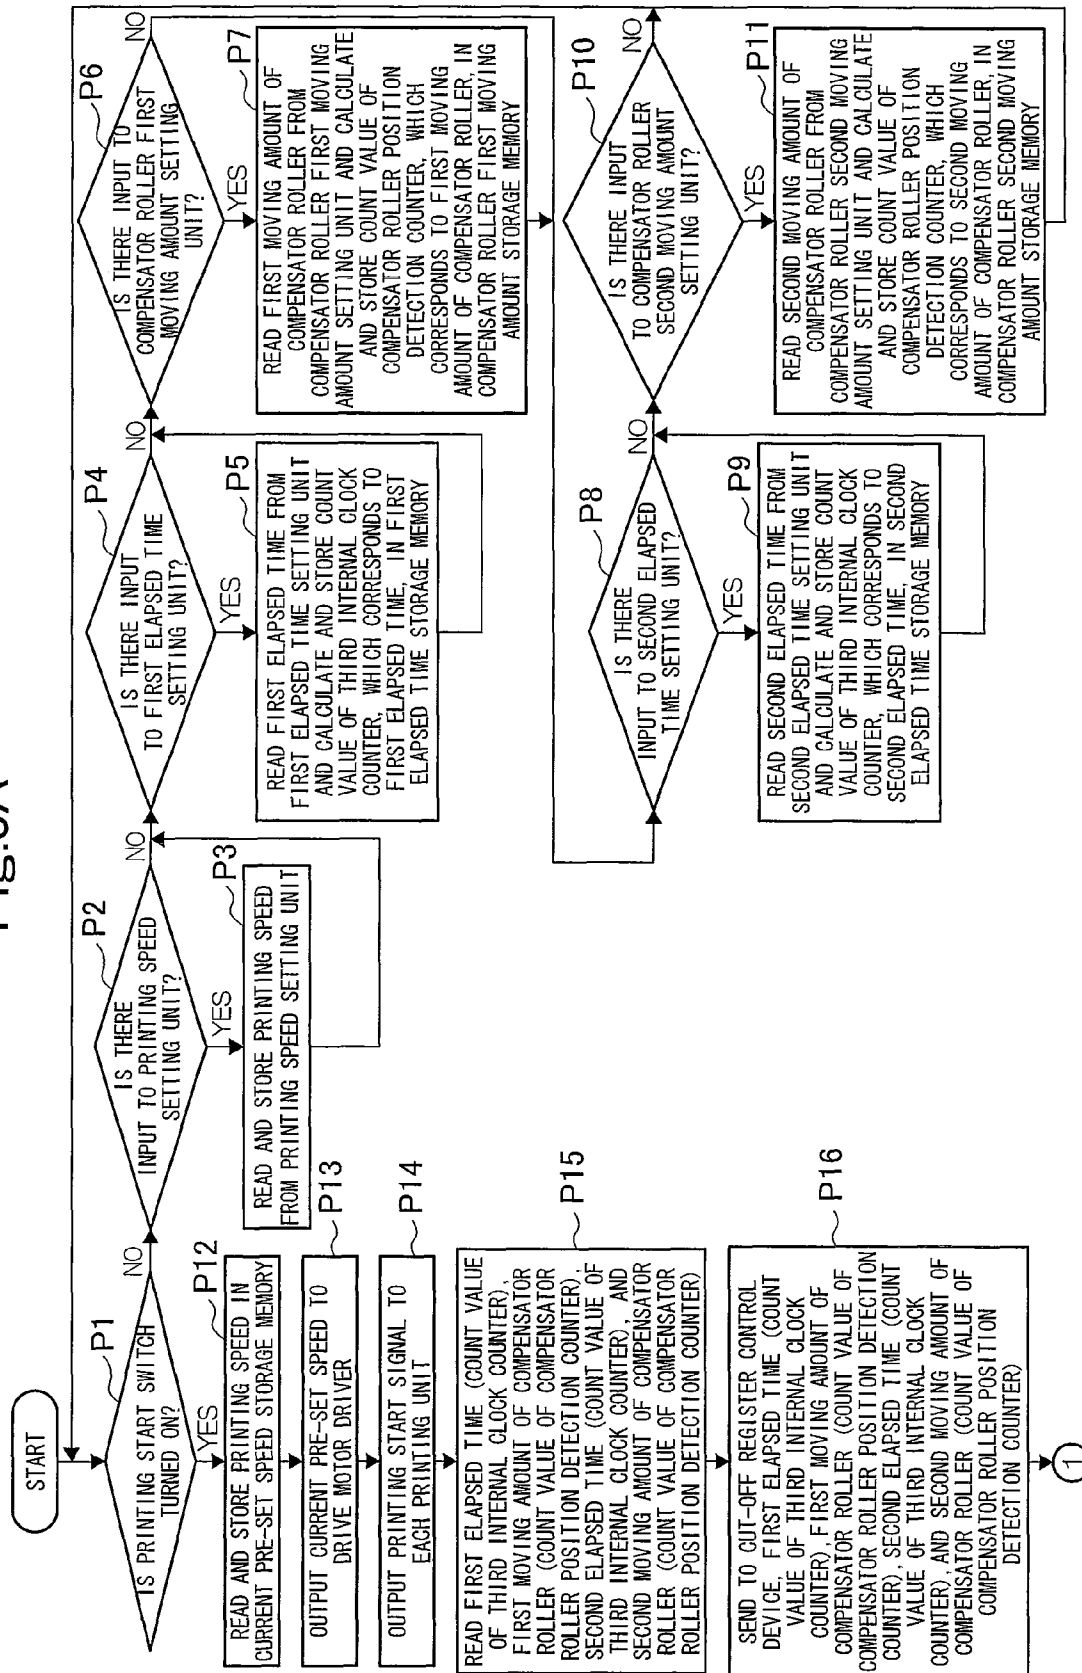 START
P1
IS PRINTING START SWITCH
TURNED ON?
NO
YES
P2
IS THERE
INPUT TO PRINTING SPEED
SETTING UNIT?
NO
YES
P3
READ AND STORE PRINTING SPEED
FROM PRINTING SPEED SETTING UNIT
P4
IS THERE INPUT
TO FIRST ELAPSED TIME
SETTING UNIT?
NO
YES
P5
READ FIRST ELAPSED TIME FROM
FIRST ELAPSED TIME SETTING UNIT
AND CALCULATE AND STORE COUNT
VALUE OF THIRD INTERNAL CLOCK
COUNTER, WHICH CORRESPONDS TO
FIRST ELAPSED TIME, IN FIRST
ELAPSED TIME STORAGE MEMORY
P6
IS THERE INPUT TO
COMPENSATOR ROLLER FIRST
MOVING AMOUNT SETTING
UNIT?
NO
YES
P7
READ FIRST MOVING AMOUNT OF
COMPENSATOR ROLLER FROM
COMPENSATOR ROLLER FIRST MOVING
AMOUNT SETTING UNIT AND CALCULATE
AND STORE COUNT VALUE OF
COMPENSATOR ROLLER POSITION
DETECTION COUNTER, WHICH
CORRESPONDS TO FIRST MOVING
AMOUNT OF COMPENSATOR ROLLER, IN
COMPENSATOR ROLLER FIRST MOVING
AMOUNT STORAGE MEMORY
P8
IS THERE
INPUT TO SECOND ELAPSED
TIME SETTING UNIT?
NO
YES
P9
READ SECOND ELAPSED TIME FROM
SECOND ELAPSED TIME SETTING UNIT
AND CALCULATE AND STORE COUNT
VALUE OF THIRD INTERNAL CLOCK
COUNTER, WHICH CORRESPONDS TO
SECOND ELAPSED TIME, IN SECOND
ELAPSED TIME STORAGE MEMORY
P10
IS THERE INPUT
TO COMPENSATOR ROLLER
SECOND MOVING AMOUNT
SETTING UNIT?
NO
YES
P11
READ SECOND MOVING AMOUNT OF
COMPENSATOR ROLLER FROM
COMPENSATOR ROLLER SECOND MOVING
AMOUNT SETTING UNIT AND CALCULATE
AND STORE COUNT VALUE OF
COMPENSATOR ROLLER POSITION
DETECTION COUNTER, WHICH
CORRESPONDS TO SECOND MOVING
AMOUNT OF COMPENSATOR ROLLER, IN
COMPENSATOR ROLLER SECOND MOVING
AMOUNT STORAGE MEMORY
P12
READ AND STORE PRINTING SPEED IN
CURRENT PRE-SET SPEED STORAGE MEMORY
P13
OUTPUT CURRENT PRE-SET SPEED TO
DRIVE MOTOR DRIVER
P14
OUTPUT PRINTING START SIGNAL TO
EACH PRINTING UNIT
P15
READ FIRST ELAPSED TIME (COUNT VALUE
OF THIRD INTERNAL CLOCK COUNTER),
FIRST MOVING AMOUNT OF COMPENSATOR
ROLLER (COUNT VALUE OF COMPENSATOR
ROLLER POSITION DETECTION COUNTER),
SECOND ELAPSED TIME (COUNT VALUE OF
THIRD INTERNAL CLOCK COUNTER), AND
SECOND MOVING AMOUNT OF COMPENSATOR
ROLLER (COUNT VALUE OF COMPENSATOR
ROLLER POSITION DETECTION COUNTER)
P16
SEND TO CUT-OFF REGISTER CONTROL
DEVICE, FIRST ELAPSED TIME (COUNT
VALUE OF THIRD INTERNAL CLOCK
COUNTER), FIRST MOVING AMOUNT OF
COMPENSATOR ROLLER (COUNT VALUE OF
COMPENSATOR ROLLER POSITION DETECTION
COUNTER), SECOND ELAPSED TIME (COUNT
VALUE OF THIRD INTERNAL CLOCK
COUNTER), AND SECOND MOVING AMOUNT OF
COMPENSATOR ROLLER (COUNT VALUE OF
COMPENSATOR ROLLER POSITION
DETECTION COUNTER)
1